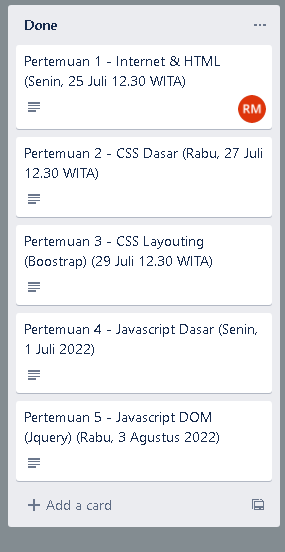 Done
Pertemuan 1 - Internet & HTML
(Senin, 25 Juli 12.30 WITA)
RM
Pertemuan 2 - CSS Dasar (Rabu, 27 Juli
12.30 WITA)
Pertemuan 3 - CSS Layouting
(Boostrap) (29 Juli 12.30 WITA)
Pertemuan 4 - Javascript Dasar (Senin,
1 Juli 2022)
Pertemuan 5 - Javascript DOM
(Jquery) (Rabu, 3 Agustus 2022)
Add a card